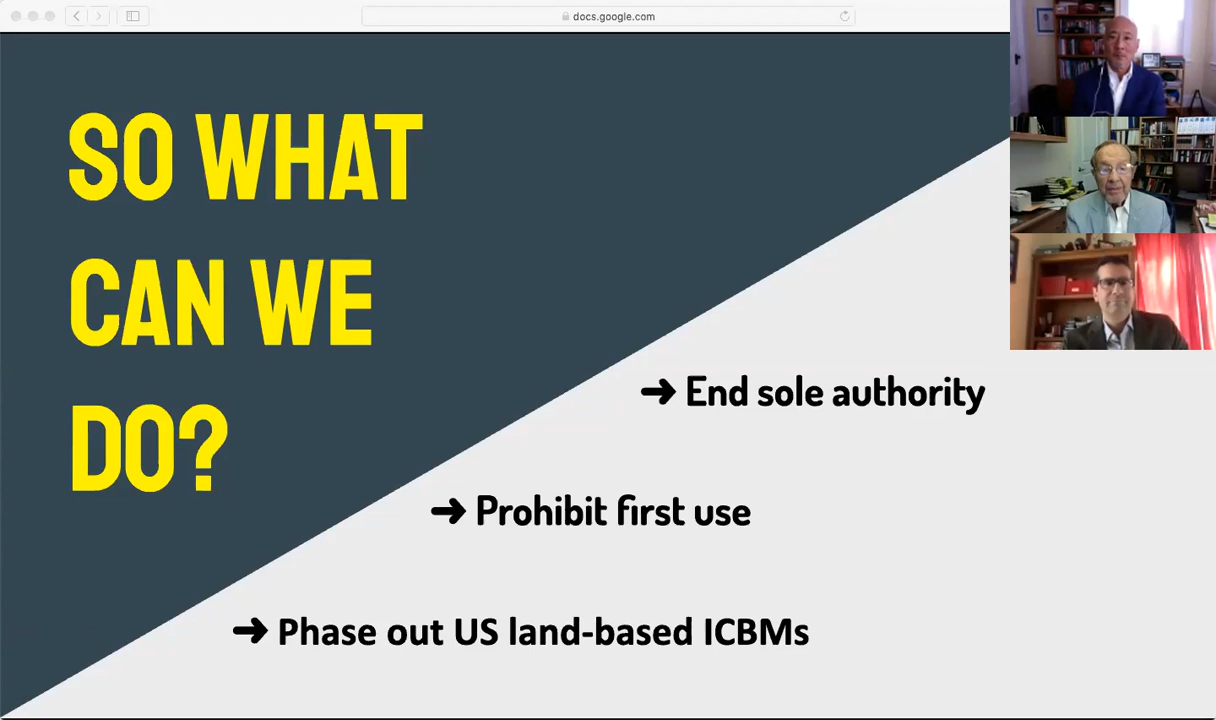 docs.google.com
SO WHAT
CAN WE
DO?
➜ End sole authority
➜ Prohibit first use
➜ Phase out US land-based ICBMs